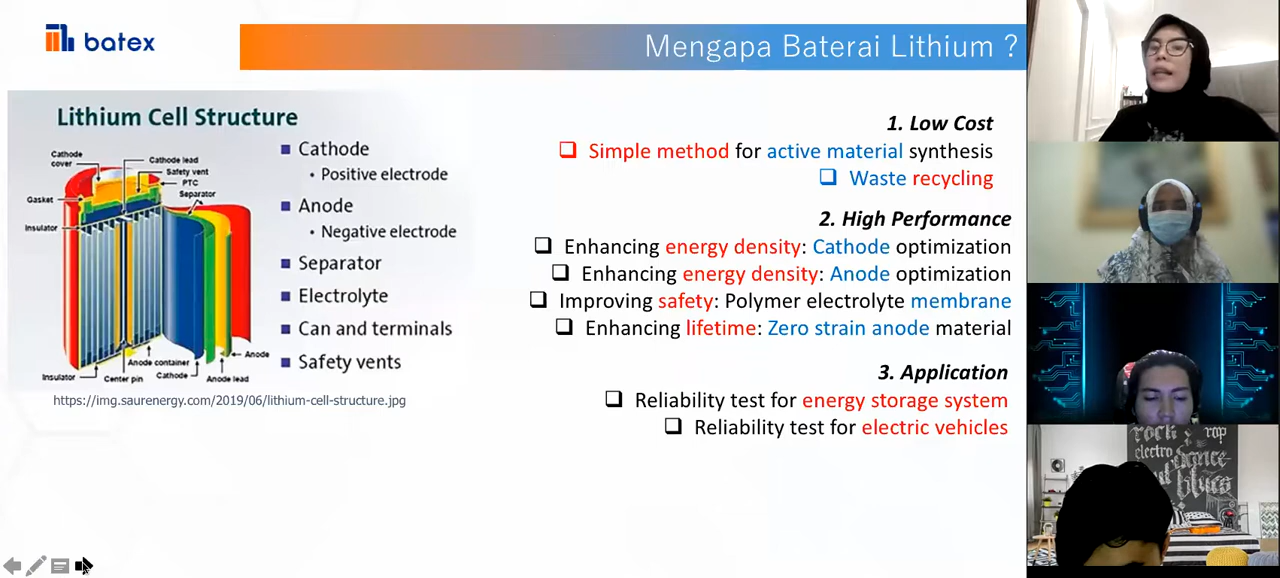 batex
Mengapa Baterai Lithium ?
Lithium Cell Structure
Cathode cover
Cathode lead
Safety vent
PTC
Separator
Gasket
Insulator
Anode container
Anode
Cathode
Insulator
Center pin
Anode lead
Cathode
• Positive electrode
Anode
• Negative electrode
Separator
Electrolyte
Can and terminals
Safety vents
https://img.saurenergy.com/2019/06/lithium-cell-structure.jpg
1. Low Cost
Simple method for active material synthesis
Waste recycling
2. High Performance
Enhancing energy density: Cathode optimization
Enhancing energy density: Anode optimization
Improving safety: Polymer electrolyte membrane
Enhancing lifetime: Zero strain anode material
3. Application
Reliability test for energy storage system
Reliability test for electric vehicles
rock & rap
electro dance
blues